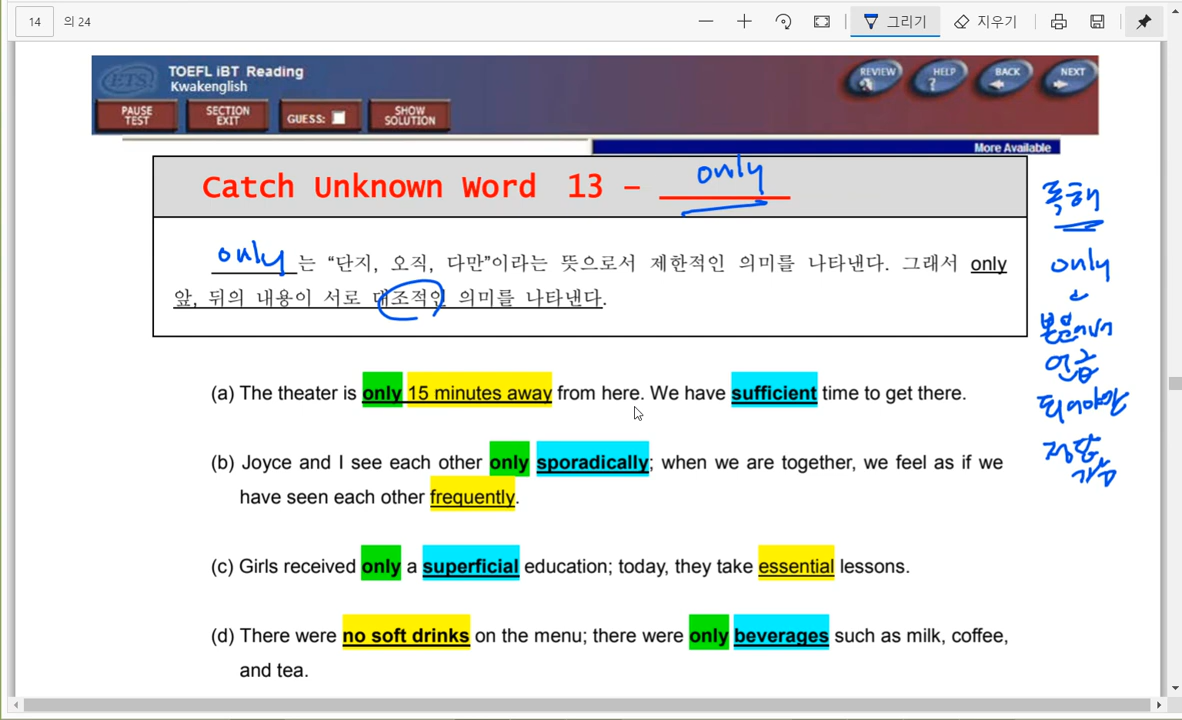 14 의 24 그리기 지우기
ETS TOEFL iBT Reading
Kwakenglish
REVIEW HELP BACK NEXT
PAUSE TEST SECTION EXIT GUESS: SHOW SOLUTION
More Available
Catch Unknown Word 13 – only
only 는 “단지, 오직, 다만”이라는 뜻으로서 제한적인 의미를 나타낸다. 그래서 only
앞, 뒤의 내용이 서로 대조적인 의미를 나타낸다.
독해
only
본문에서
언급
되어야만
정답
가능
(a) The theater is only 15 minutes away from here. We have sufficient time to get there.
(b) Joyce and I see each other only sporadically; when we are together, we feel as if we
have seen each other frequently.
(c) Girls received only a superficial education; today, they take essential lessons.
(d) There were no soft drinks on the menu; there were only beverages such as milk, coffee,
and tea.